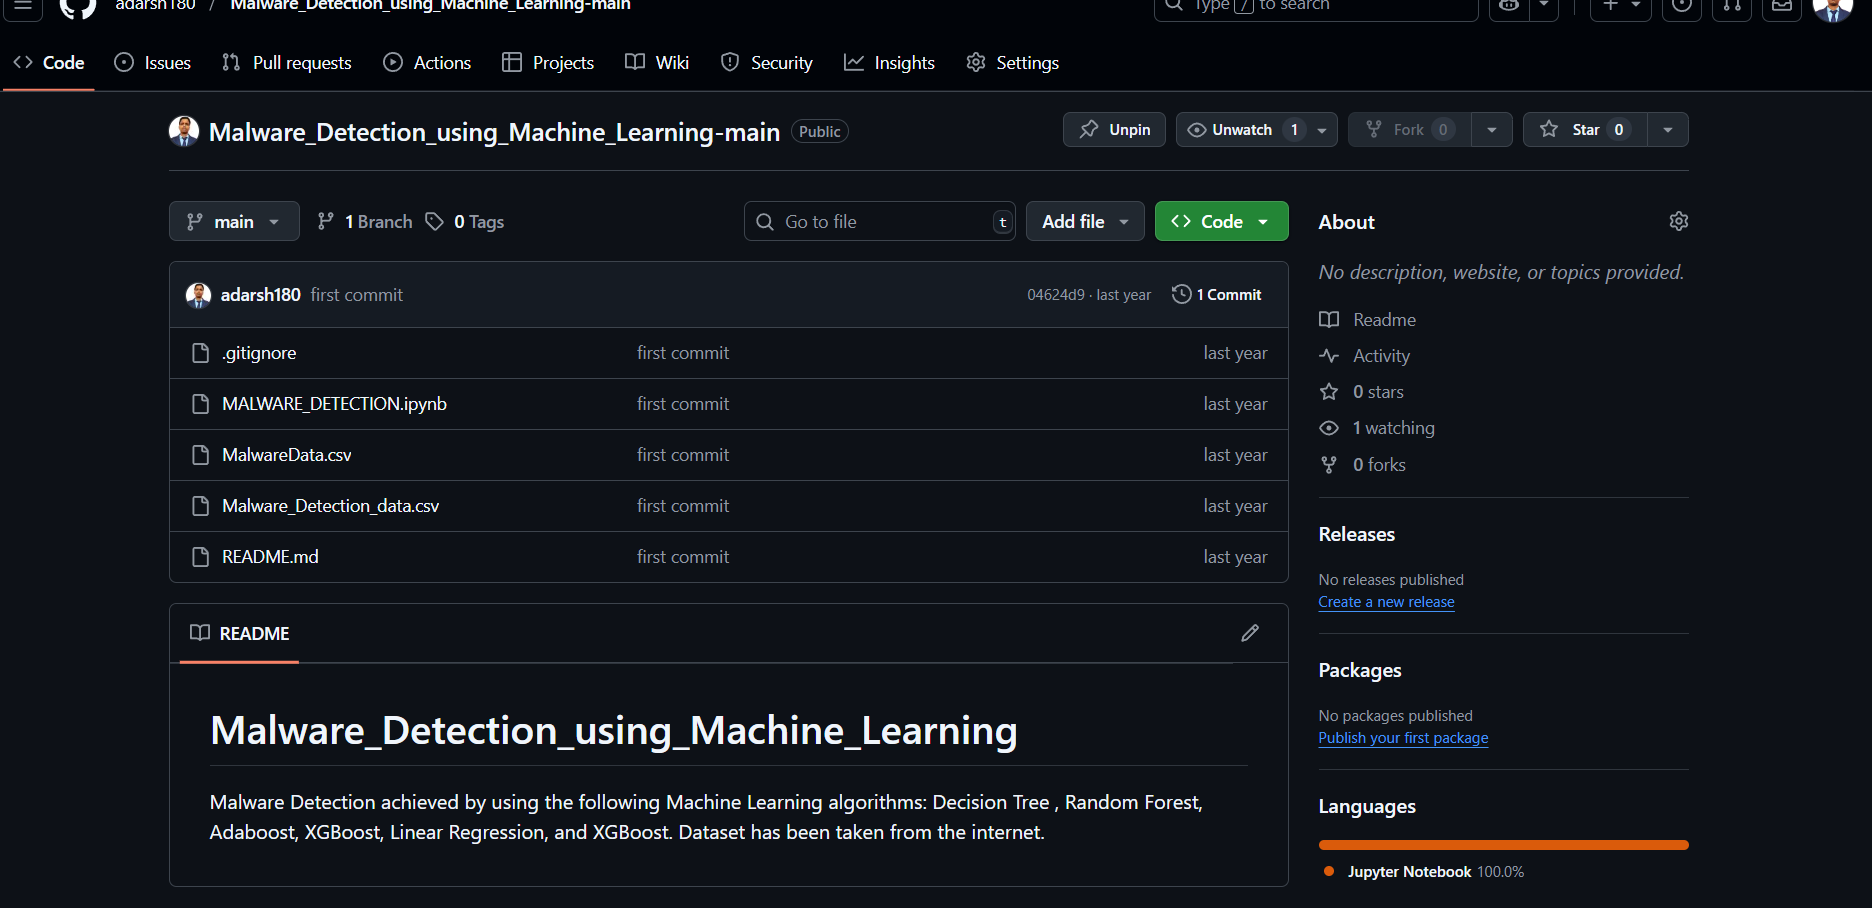 adarsh180 / Malware_Detection_using_Machine_Learning-main
Type / to search
Code Issues Pull requests Actions Projects Wiki Security Insights Settings
Malware_Detection_using_Machine_Learning-main Public
Unpin Unwatch 1 Fork 0 Star 0
main 1 Branch 0 Tags
Go to file t
Add file Code
adarsh180 first commit 04624d9 · last year 1 Commit
.gitignore first commit last year
MALWARE_DETECTION.ipynb first commit last year
MalwareData.csv first commit last year
Malware_Detection_data.csv first commit last year
README.md first commit last year
README
Malware_Detection_using_Machine_Learning
Malware Detection achieved by using the following Machine Learning algorithms: Decision Tree , Random Forest,
Adaboost, XGBoost, Linear Regression, and XGBoost. Dataset has been taken from the internet.
About
No description, website, or topics provided.
Readme
Activity
0 stars
1 watching
0 forks
Releases
No releases published
Create a new release
Packages
No packages published
Publish your first package
Languages
Jupyter Notebook 100.0%